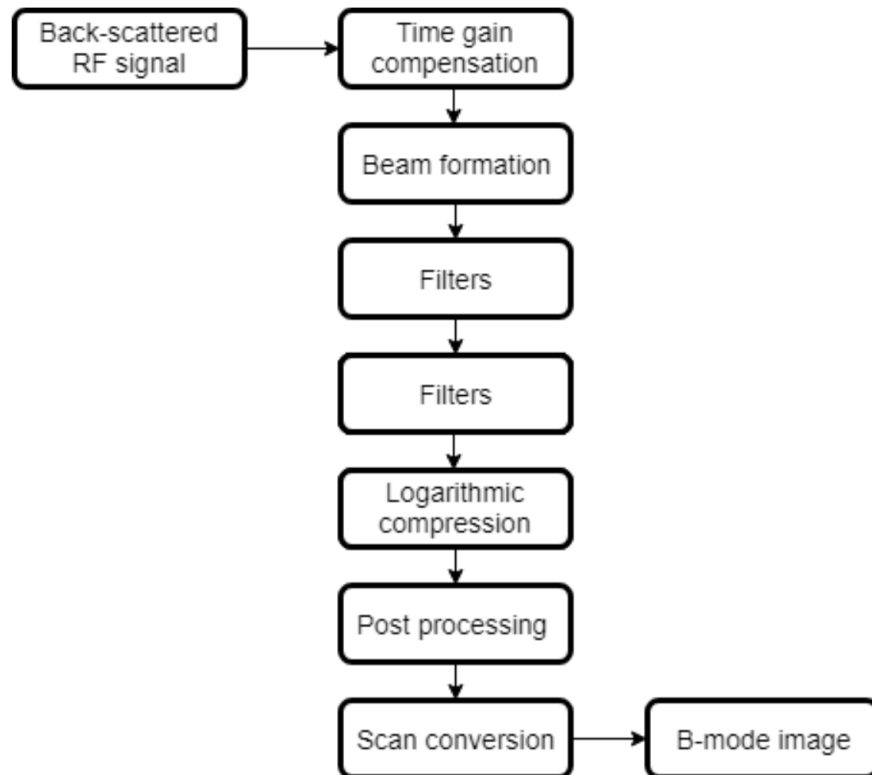 Back-scattered
RF signal
Time gain
compensation
Beam formation
Filters
Filters
Logarithmic
compression
Post processing
Scan conversion
B-mode image